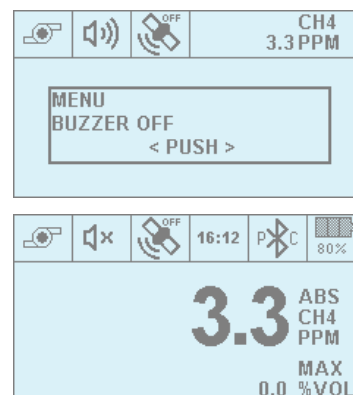 OFF
CH4
3.3 PPM
MENU
BUZZER OFF
< PUSH >
OFF
16:12
P C
80%
3.3
ABS
CH4
PPM
MAX
0.0 %VOL